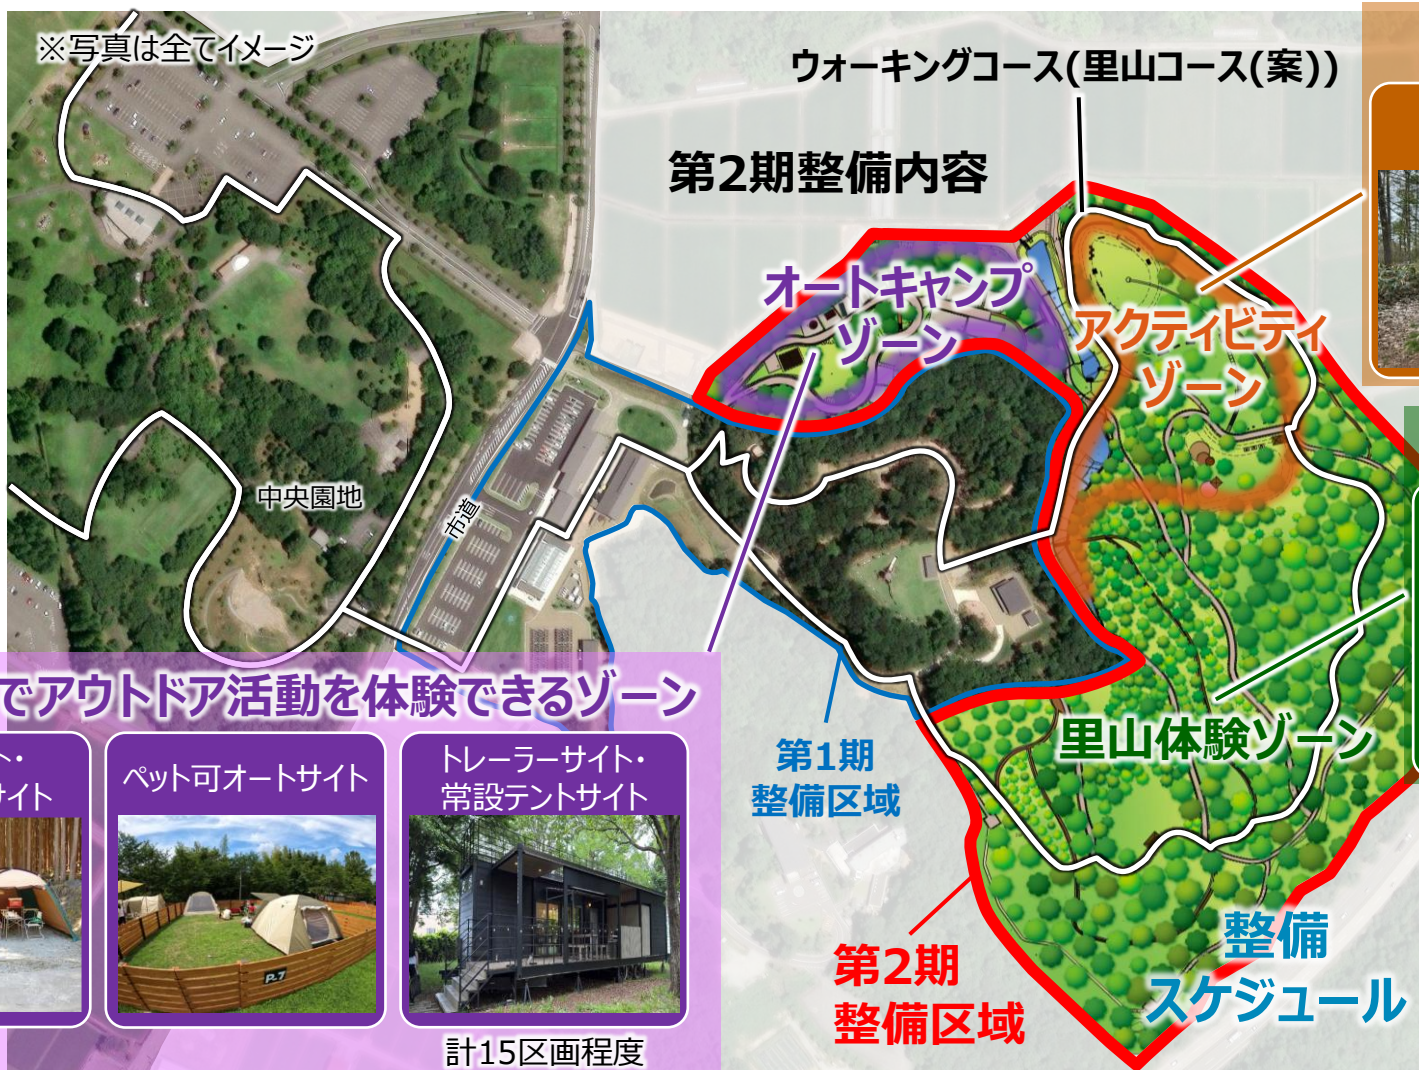 ※写真は全てイメージ
ウォーキングコース(里山コース(案))
第2期整備内容
オートキャンプ
ゾーン
アクティビティ
ゾーン
中央園地
市道
でアウトドア活動を体験できるゾーン
里山体験ゾーン
第1期
整備区域
ト・
サイト
ペット可オートサイト
トレーラーサイト・
常設テントサイト
P.7
第2期
整備区域
整備
スケジュール
計15区画程度